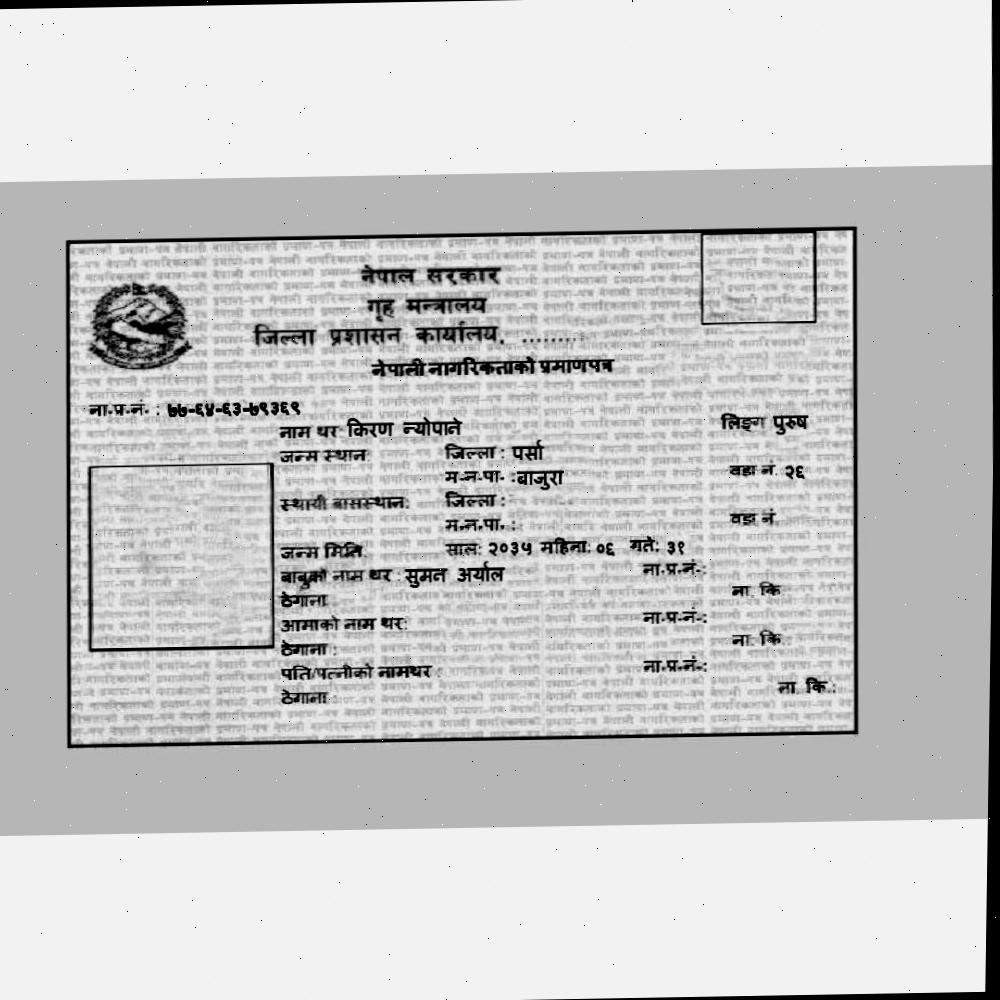 नेपाल सरकार
गृह मन्त्रालय
जिल्ला प्रशासन कार्यालय, ........
नेपाली नागरिकताको प्रमाणपत्र
ना.प्र.नं. : ७७-६४-६३-७९३६९
नाम थर: किरण न्योपाने लिङ्ग पुरुष
जन्म स्थान: जिल्ला : पर्सा
म.न.पा. :बाजुरा वडा नं. २६
स्थायी बासस्थान: जिल्ला :
म.न.पा. : वडा नं.
जन्म मिति: साल: २०३५ महिना: ०६ गते: ३१
बाबुको नाम थर : सुमन अर्याल ना.प्र.नं.:
ठेगाना: ना. कि.:
आमाको नाम थर: ना.प्र.नं.:
ठेगाना : ना. कि.:
पति/पत्नीको नामथर : ना.प्र.नं.:
ठेगाना: ना. कि.: